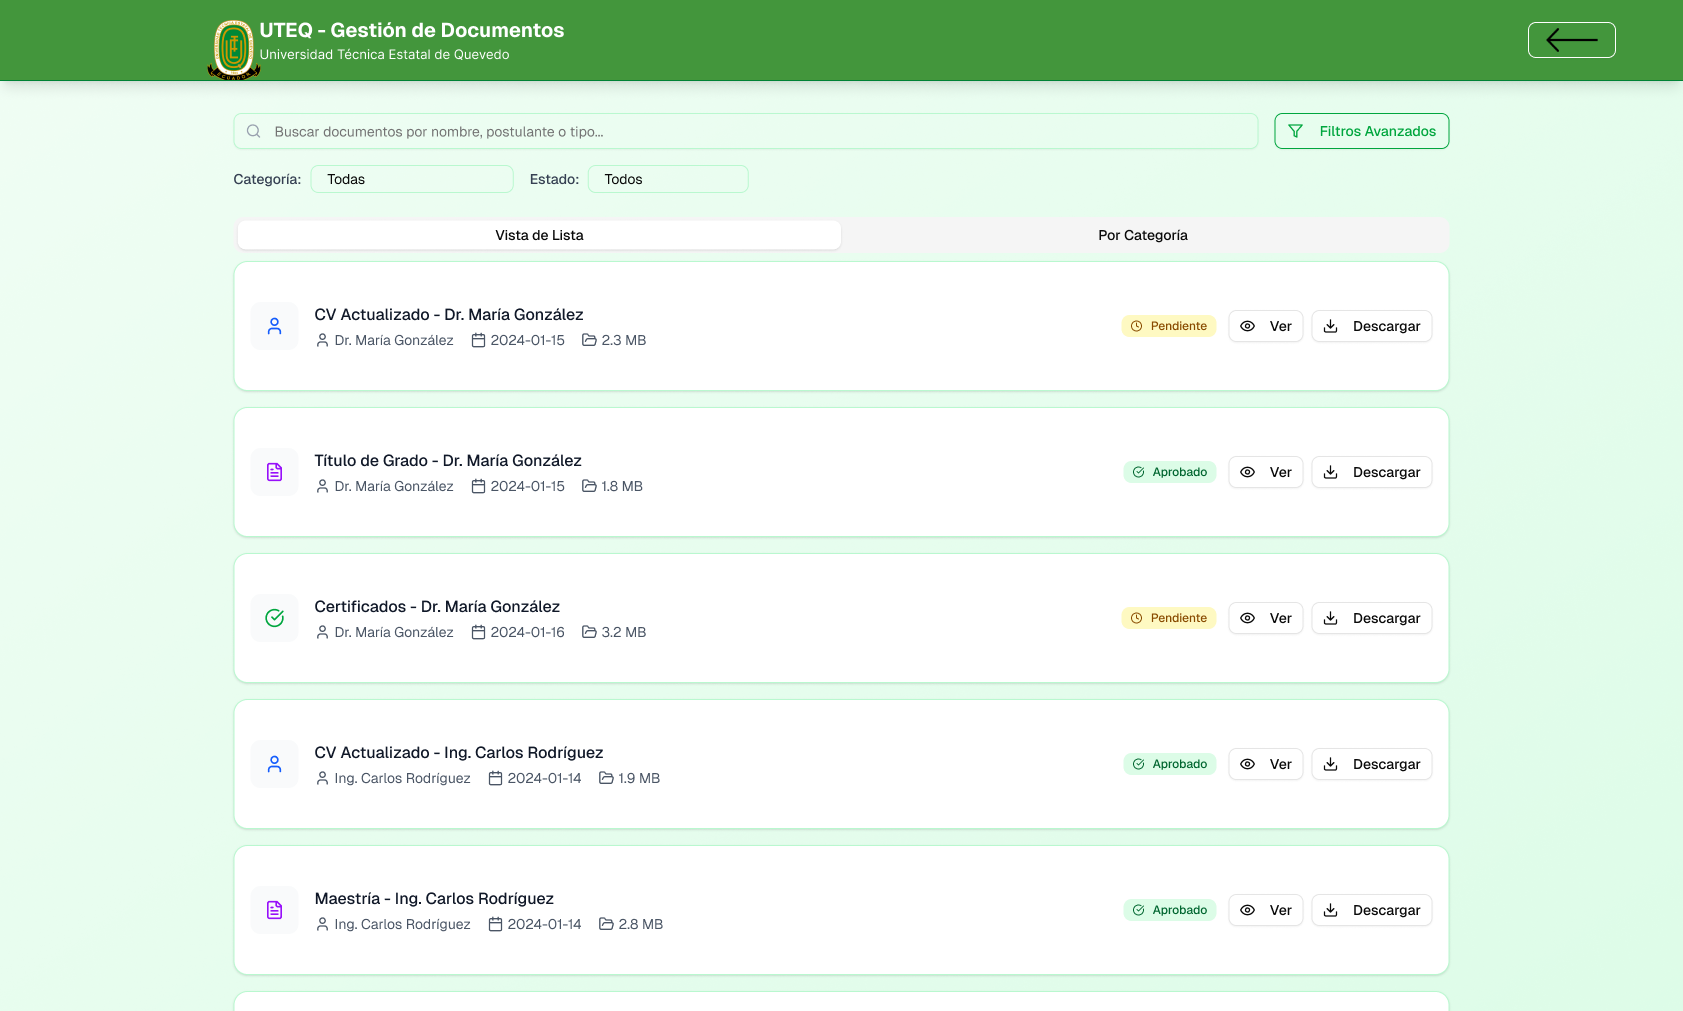 UTEQ - Gestión de Documentos
Universidad Técnica Estatal de Quevedo
ECUADOR
Buscar documentos por nombre, postulante o tipo...
Filtros Avanzados
Categoría: Todas Estado: Todos
Vista de Lista Por Categoría
CV Actualizado - Dr. María González
Dr. María González 2024-01-15 2.3 MB
Pendiente Ver Descargar
Título de Grado - Dr. María González
Dr. María González 2024-01-15 1.8 MB
Aprobado Ver Descargar
Certificados - Dr. María González
Dr. María González 2024-01-16 3.2 MB
Pendiente Ver Descargar
CV Actualizado - Ing. Carlos Rodríguez
Ing. Carlos Rodríguez 2024-01-14 1.9 MB
Aprobado Ver Descargar
Maestría - Ing. Carlos Rodríguez
Ing. Carlos Rodríguez 2024-01-14 2.8 MB
Aprobado Ver Descargar